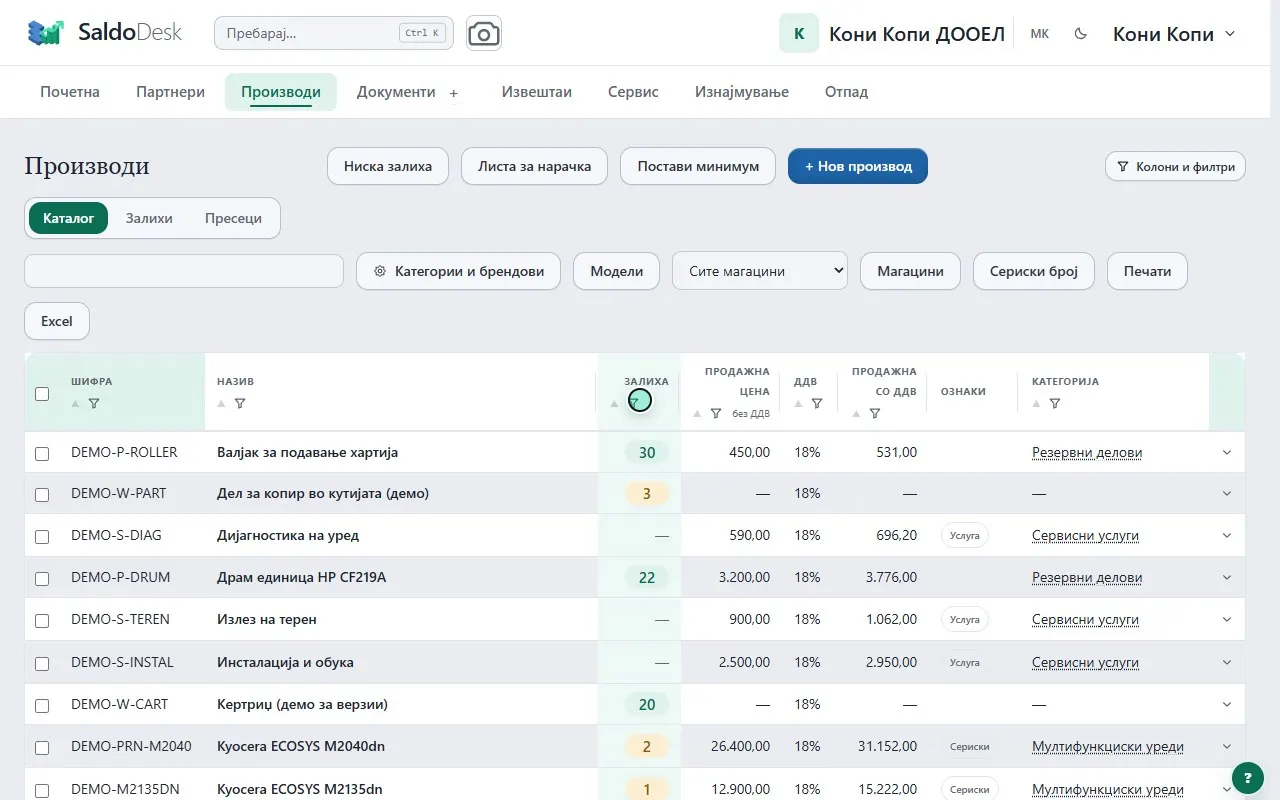 SaldoDesk
Пребарај... Ctrl K
К Кони Копи ДООЕЛ МК Кони Копи
Почетна Партнери Производи Документи + Извештаи Сервис Изнајмување Отпад
Производи Ниска залиха Листа за нарачка Постави минимум + Нов производ Колони и филтри
Каталог Залихи Пресеци
Категории и брендови Модели Сите магацини Магацини Сериски број Печати
Excel
ШИФРА НАЗИВ ЗАЛИХА ПРОДАЖНА ЦЕНА без ДДВ ДДВ ПРОДАЖНА СО ДДВ ОЗНАКИ КАТЕГОРИЈА
DEMO-P-ROLLER Валјак за подавање хартија 30 450,00 18% 531,00 Резервни делови
DEMO-W-PART Дел за копир во кутијата (демо) 3 — 18% — —
DEMO-S-DIAG Дијагностика на уред — 590,00 18% 696,20 Услуга Сервисни услуги
DEMO-P-DRUM Драм единица HP CF219A 22 3.200,00 18% 3.776,00 Резервни делови
DEMO-S-TEREN Излез на терен — 900,00 18% 1.062,00 Услуга Сервисни услуги
DEMO-S-INSTAL Инсталација и обука — 2.500,00 18% 2.950,00 Услуга Сервисни услуги
DEMO-W-CART Кертриџ (демо за верзии) 20 — 18% — —
DEMO-PRN-M2040 Kyocera ECOSYS M2040dn 2 26.400,00 18% 31.152,00 Сериски Мултифункциски уреди
DEMO-M2135DN Kyocera ECOSYS M2135dn 1 12.900,00 18% 15.222,00 Сериски Мултифункциски уреди
?